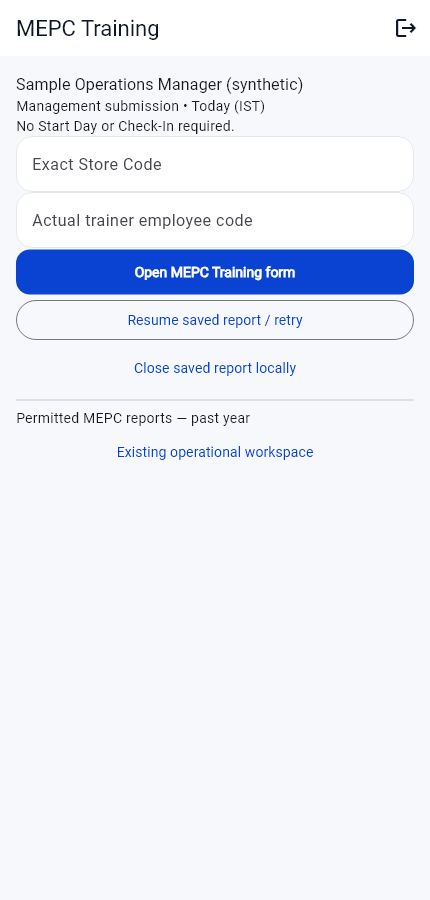 MEPC Training
Sample Operations Manager (synthetic)
Management submission • Today (IST)
No Start Day or Check-In required.
Exact Store Code
Actual trainer employee code
Open MEPC Training form
Resume saved report / retry
Close saved report locally
Permitted MEPC reports — past year
Existing operational workspace